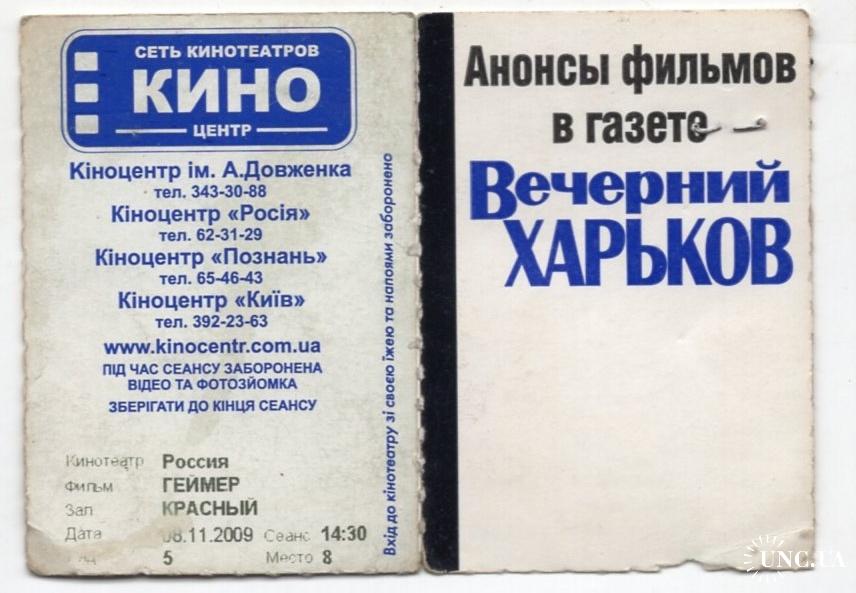 СЕТЬ КИНОТЕАТРОВ
КИНО
ЦЕНТР
Кіноцентр ім. А.Довженка
тел. 343-30-88
Кіноцентр «Росія»
тел. 62-31-29
Кіноцентр «Познань»
тел. 65-46-43
Кіноцентр «Київ»
тел. 392-23-63
www.kinocentr.com.ua
ПІД ЧАС СЕАНСУ ЗАБОРОНЕНА
ВІДЕО ТА ФОТОЗЙОМКА
ЗБЕРІГАТИ ДО КІНЦЯ СЕАНСУ
Кинотеатр Россия
Фильм ГЕЙМЕР
Зал КРАСНЫЙ
Дата 08.11.2009 Сеанс 14:30
5 Место 8
Вхід до кінотеатру зі своєю їжею та напоями заборонено
Анонсы фильмов
в газете
Вечерний
ХАРЬКОВ
UNC.UA